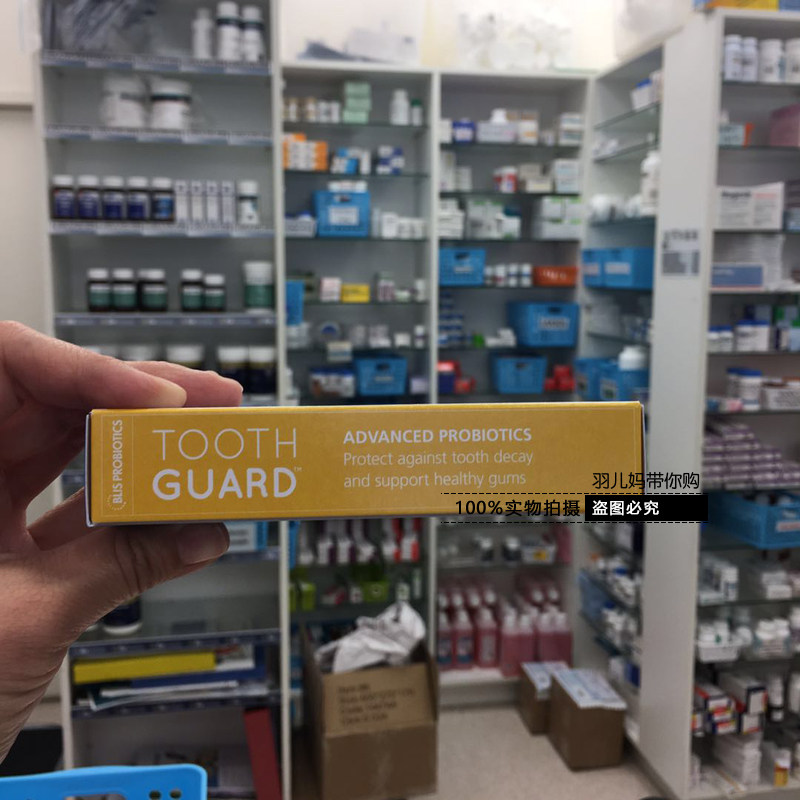 BLIS PROBIOTICS
TOOTH
GUARD™
ADVANCED PROBIOTICS
Protect against tooth decay
and support healthy gums
羽儿妈带你购
100%实物拍摄 盗图必究